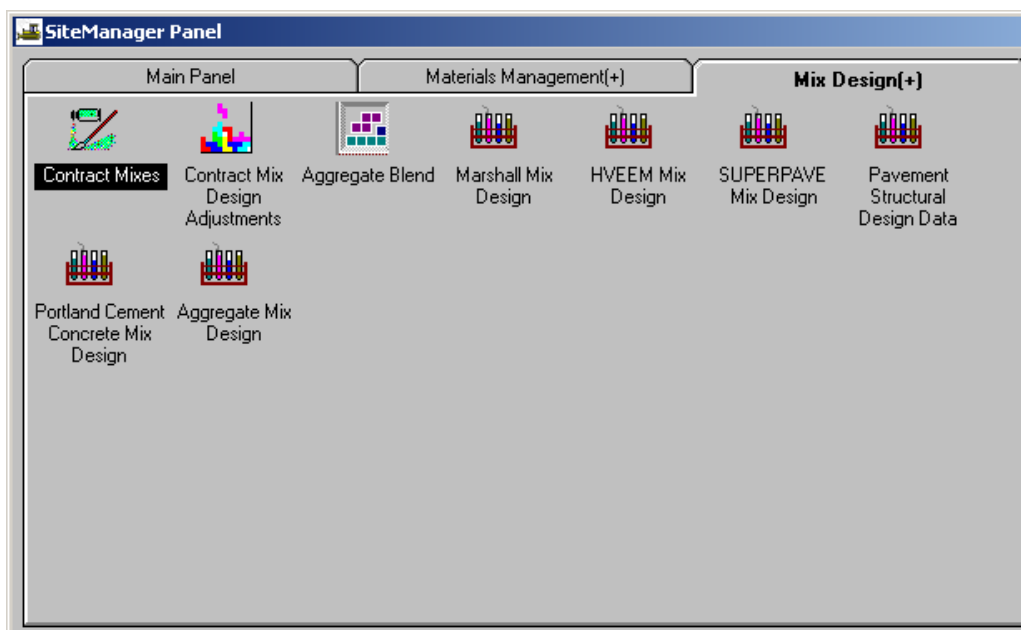 SiteManager Panel
Main Panel
Materials Management(+)
Mix Design(+)
Contract Mixes
Contract Mix
Design
Adjustments
Aggregate Blend
Marshall Mix
Design
HVEEM Mix
Design
SUPERPAVE
Mix Design
Pavement
Structural
Design Data
Portland Cement
Concrete Mix
Design
Aggregate Mix
Design